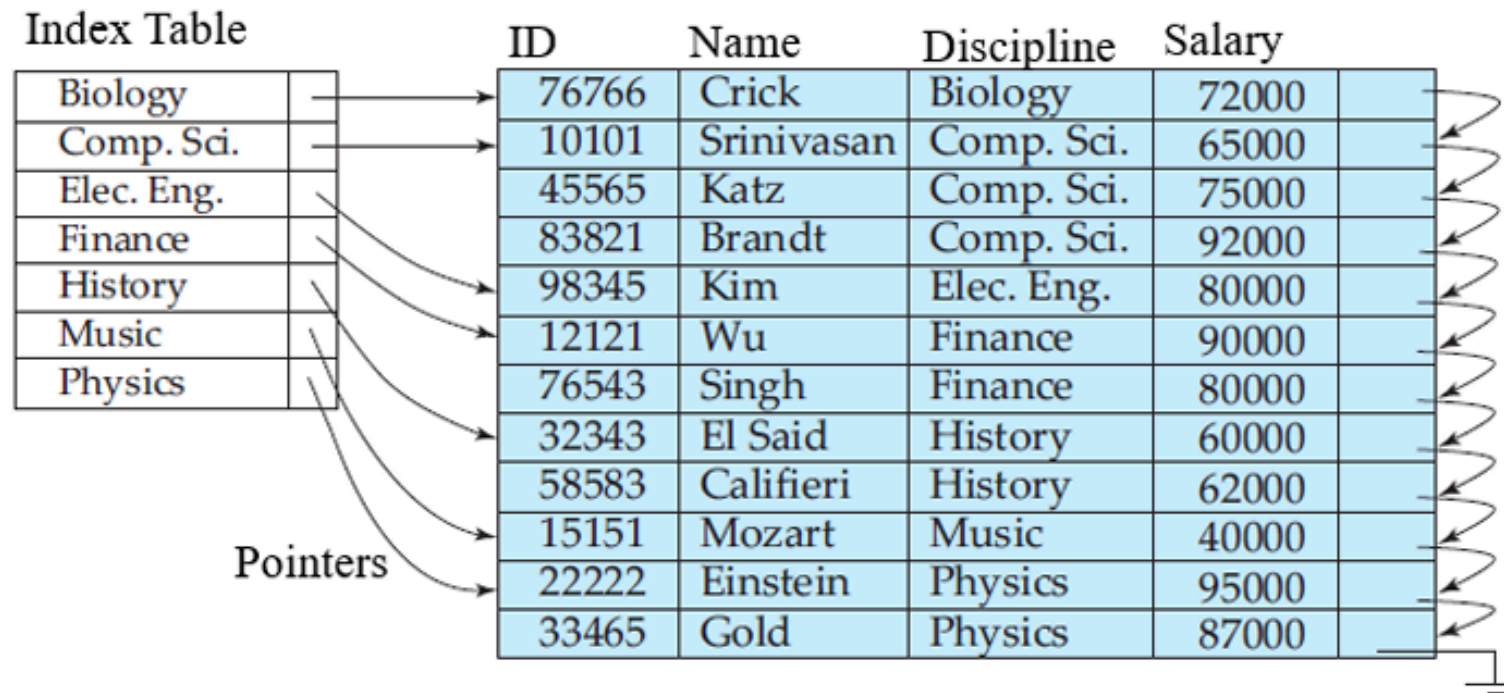 Index Table
ID Name Discipline Salary
Biology 76766 Crick Biology 72000
Comp. Sci. 10101 Srinivasan Comp. Sci. 65000
Elec. Eng. 45565 Katz Comp. Sci. 75000
Finance 83821 Brandt Comp. Sci. 92000
History 98345 Kim Elec. Eng. 80000
Music 12121 Wu Finance 90000
Physics 76543 Singh Finance 80000
32343 El Said History 60000
58583 Califieri History 62000
15151 Mozart Music 40000
Pointers
22222 Einstein Physics 95000
33465 Gold Physics 87000